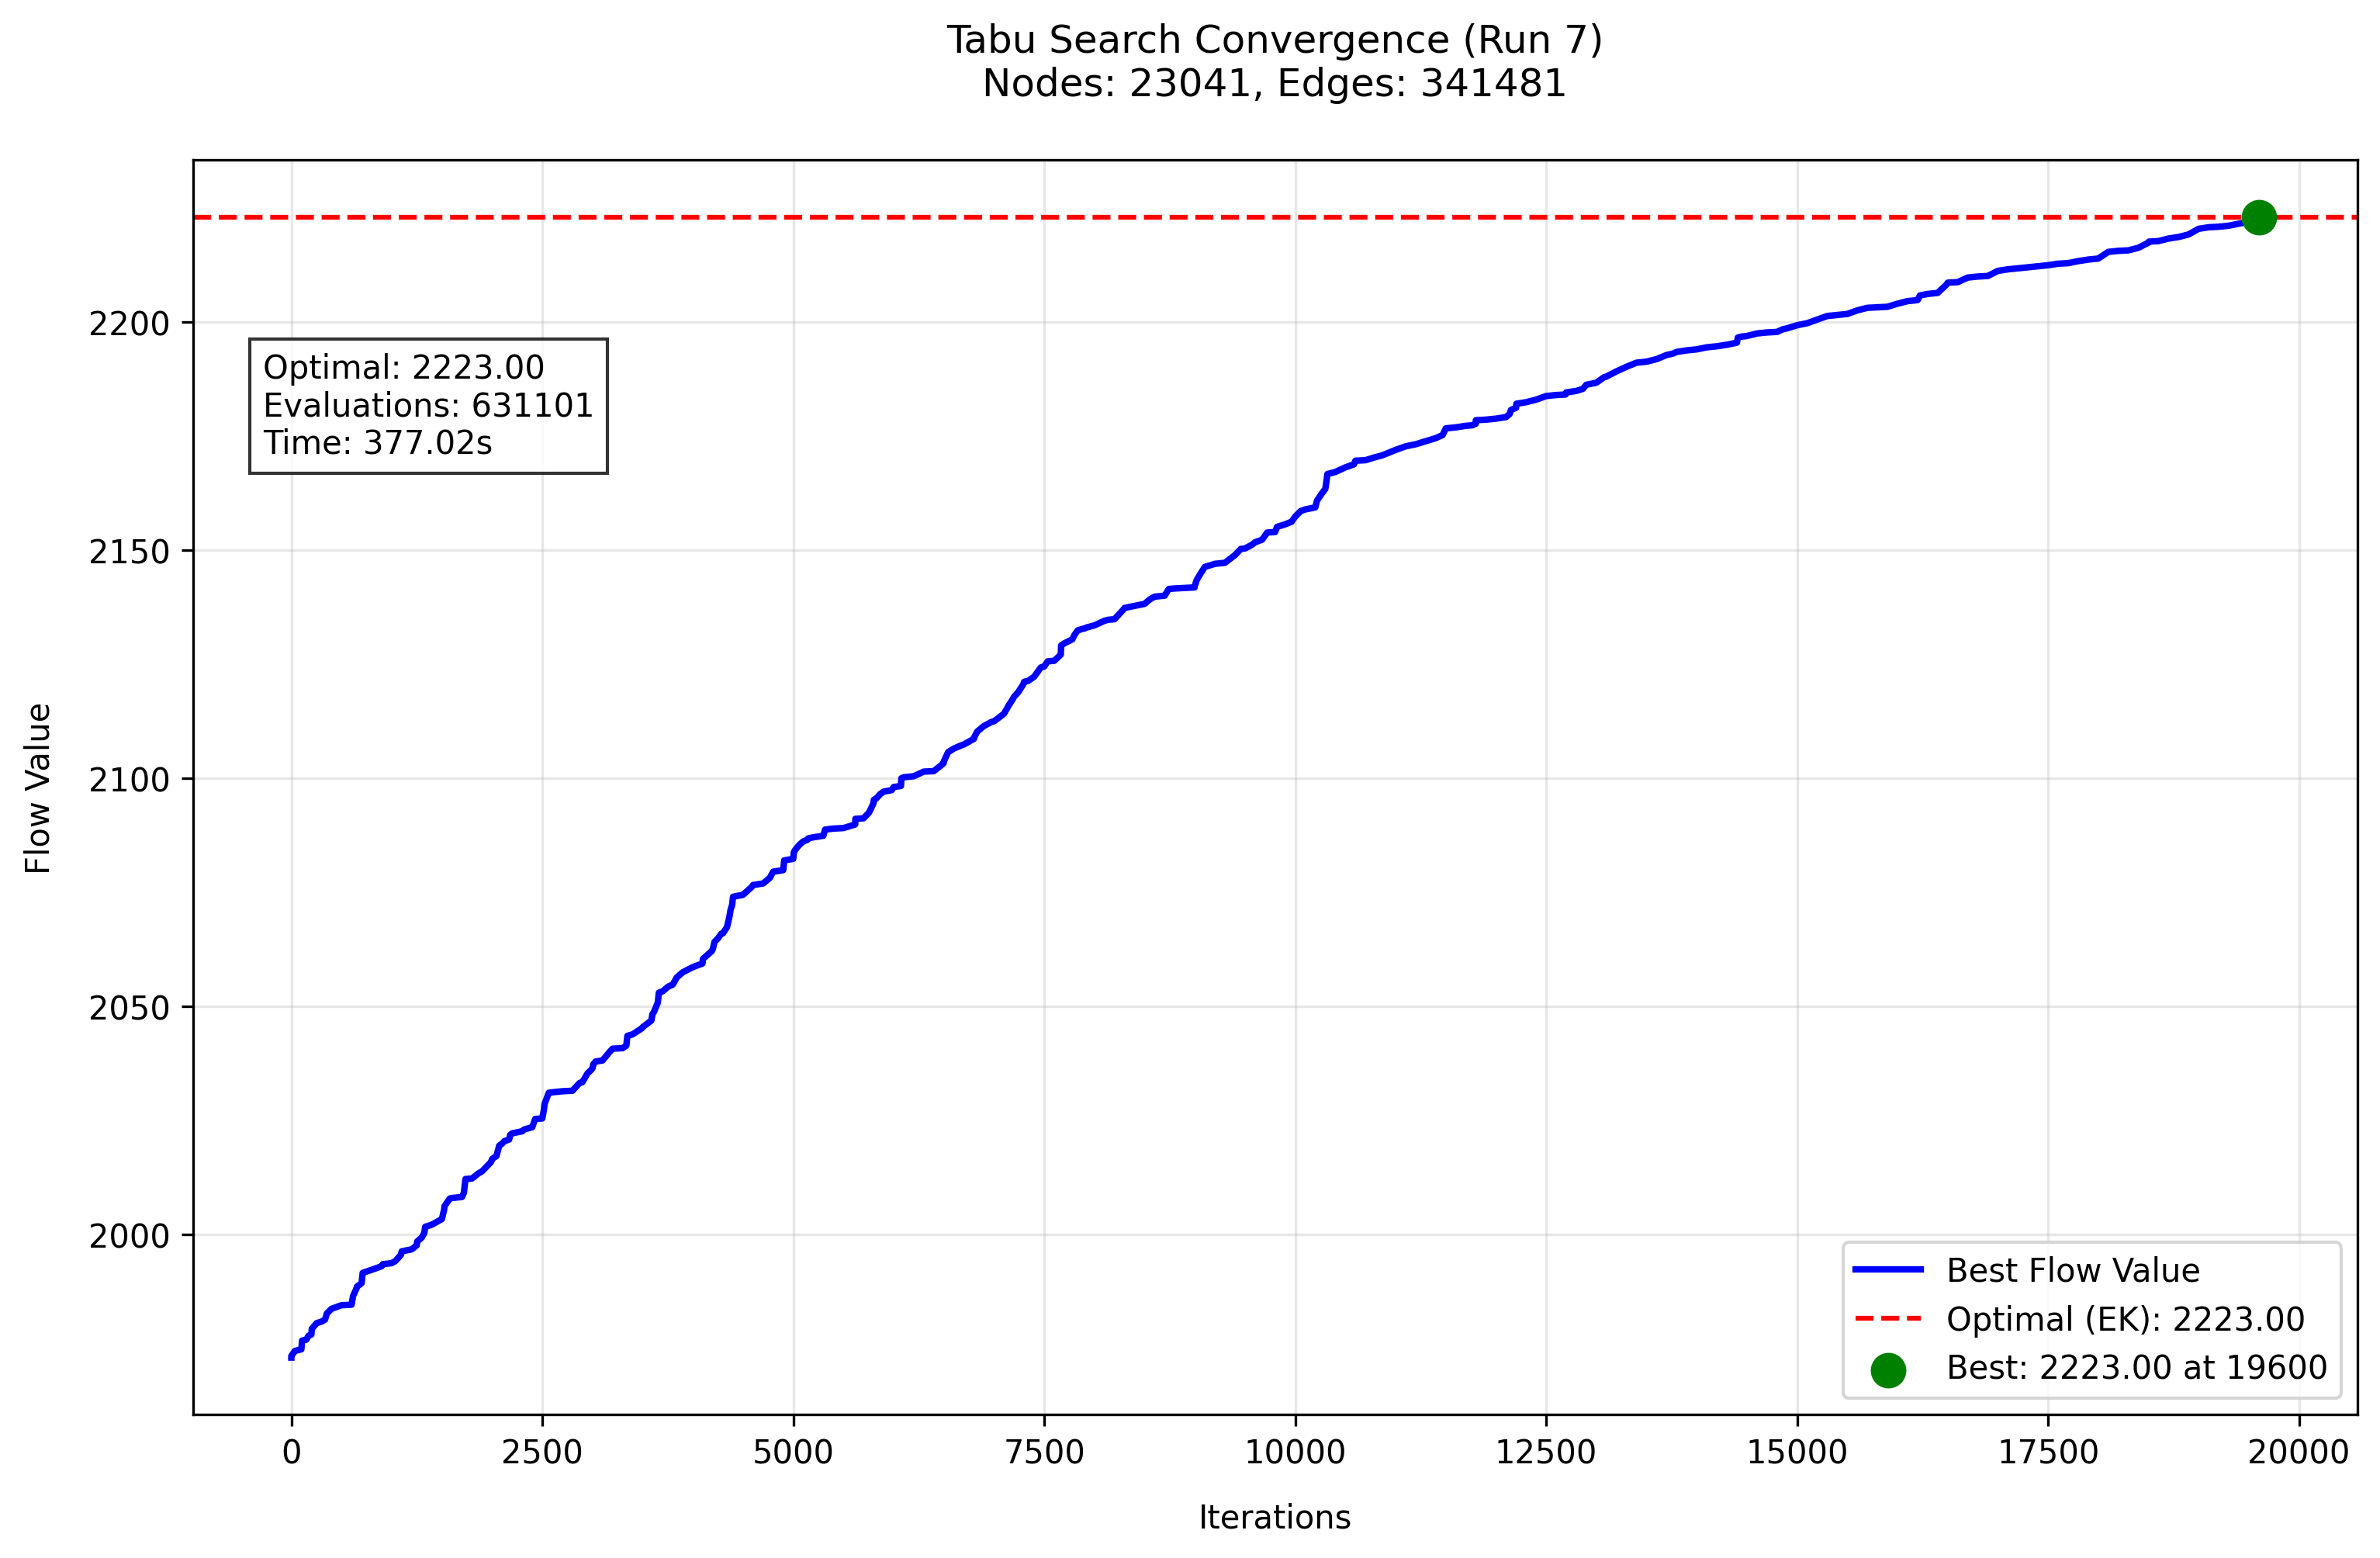 Tabu Search Convergence (Run 7)
Nodes: 23041, Edges: 341481
Flow Value
2200
2150
2100
2050
2000
Optimal: 2223.00
Evaluations: 631101
Time: 377.02s
Best Flow Value
Optimal (EK): 2223.00
Best: 2223.00 at 19600
0 2500 5000 7500 10000 12500 15000 17500 20000
Iterations